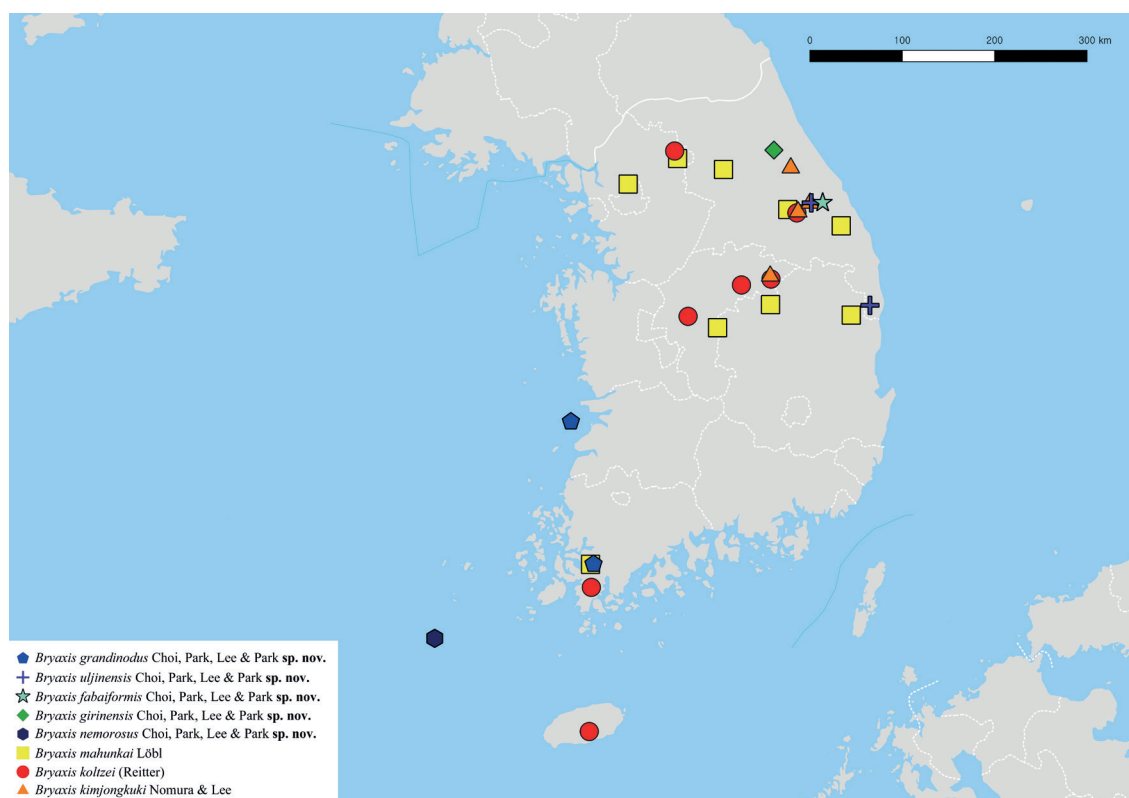 0 100 200 300 km
Bryaxis grandinodus Choi, Park, Lee & Park sp. nov.
Bryaxis uljinensis Choi, Park, Lee & Park sp. nov.
Bryaxis fabaiformis Choi, Park, Lee & Park sp. nov.
Bryaxis girinensis Choi, Park, Lee & Park sp. nov.
Bryaxis nemorosus Choi, Park, Lee & Park sp. nov.
Bryaxis mahunkai Löbl
Bryaxis koltzei (Reitter)
Bryaxis kimjongkuki Nomura & Lee